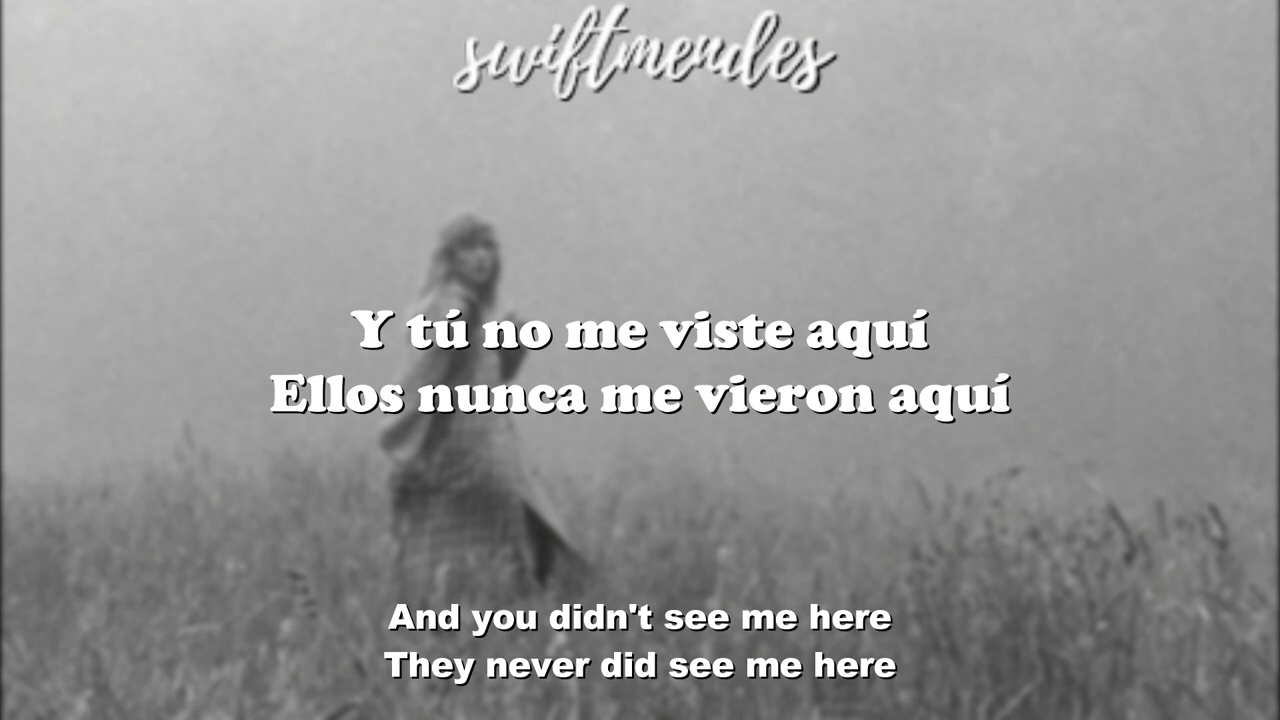 swiftmendes
Y tú no me viste aquí
Ellos nunca me vieron aquí
And you didn't see me here
They never did see me here